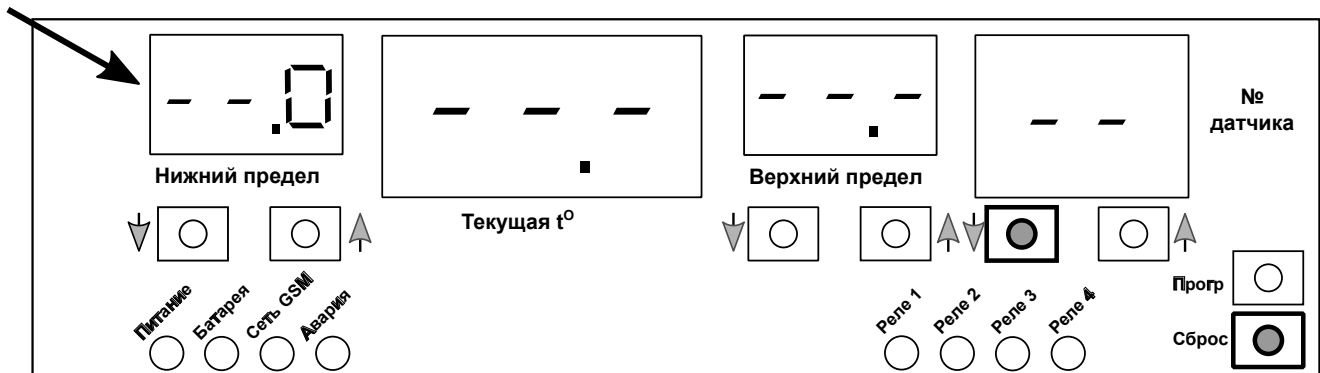 - -.0
- - -.
- - -.
- -
№
датчика
Нижний предел
Текущая t⁰
Верхний предел
Питание
Батарея
Сеть GSM
Авария
Реле 1
Реле 2
Реле 3
Реле 4
Прогр
Сброс